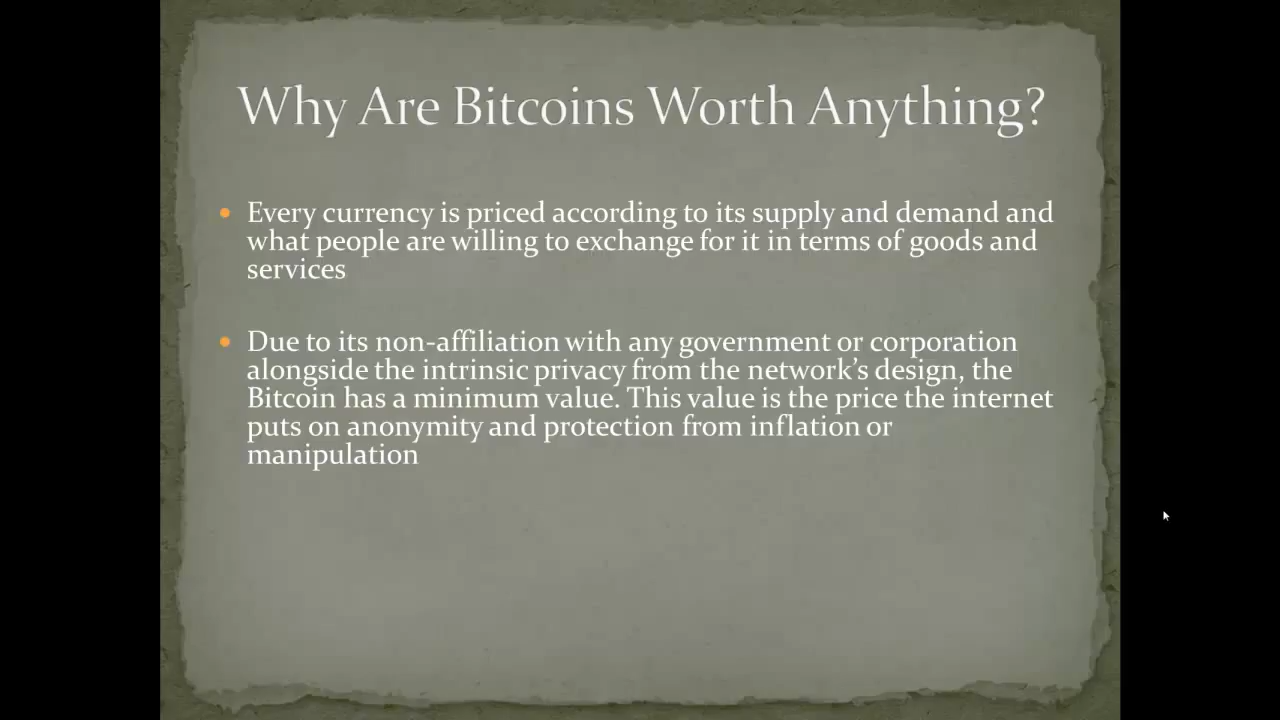 Why Are Bitcoins Worth Anything?
• Every currency is priced according to its supply and demand and
what people are willing to exchange for it in terms of goods and
services
• Due to its non-affiliation with any government or corporation
alongside the intrinsic privacy from the network's design, the
Bitcoin has a minimum value. This value is the price the internet
puts on anonymity and protection from inflation or
manipulation